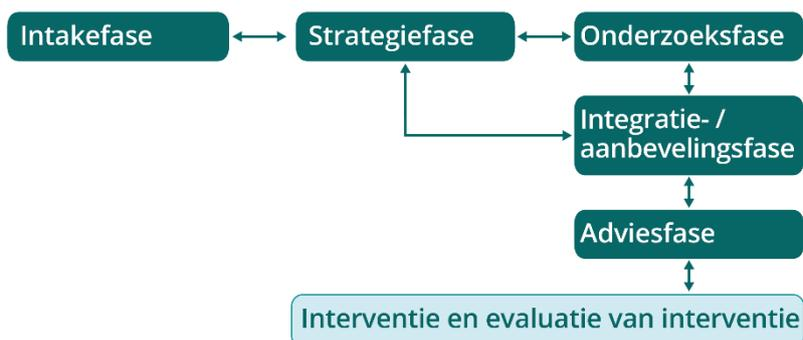 Intakefase
Strategiefase
Onderzoeksfase
Integratie- /
aanbevelingsfase
Adviesfase
Interventie en evaluatie van interventie